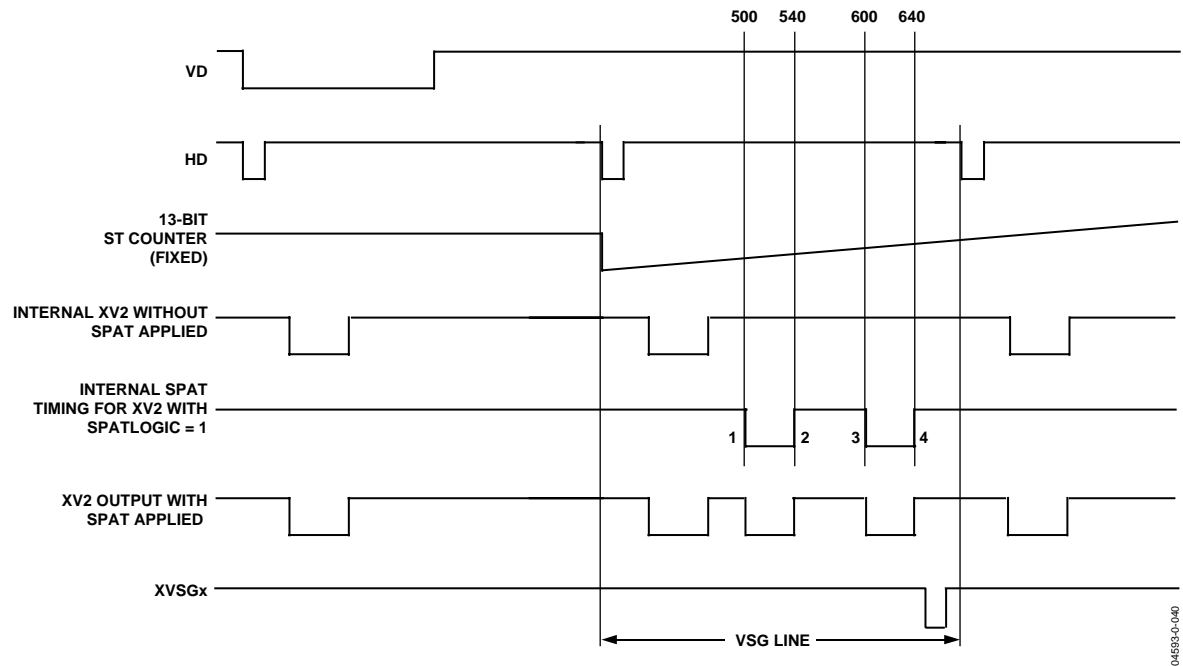 500 540 600 640
VD
HD
13-BIT
ST COUNTER
(FIXED)
INTERNAL XV2 WITHOUT
SPAT APPLIED
INTERNAL SPAT
TIMING FOR XV2 WITH
SPATLOGIC = 1
1 2 3 4
XV2 OUTPUT WITH
SPAT APPLIED
XVSGx
VSG LINE
04593-0-040